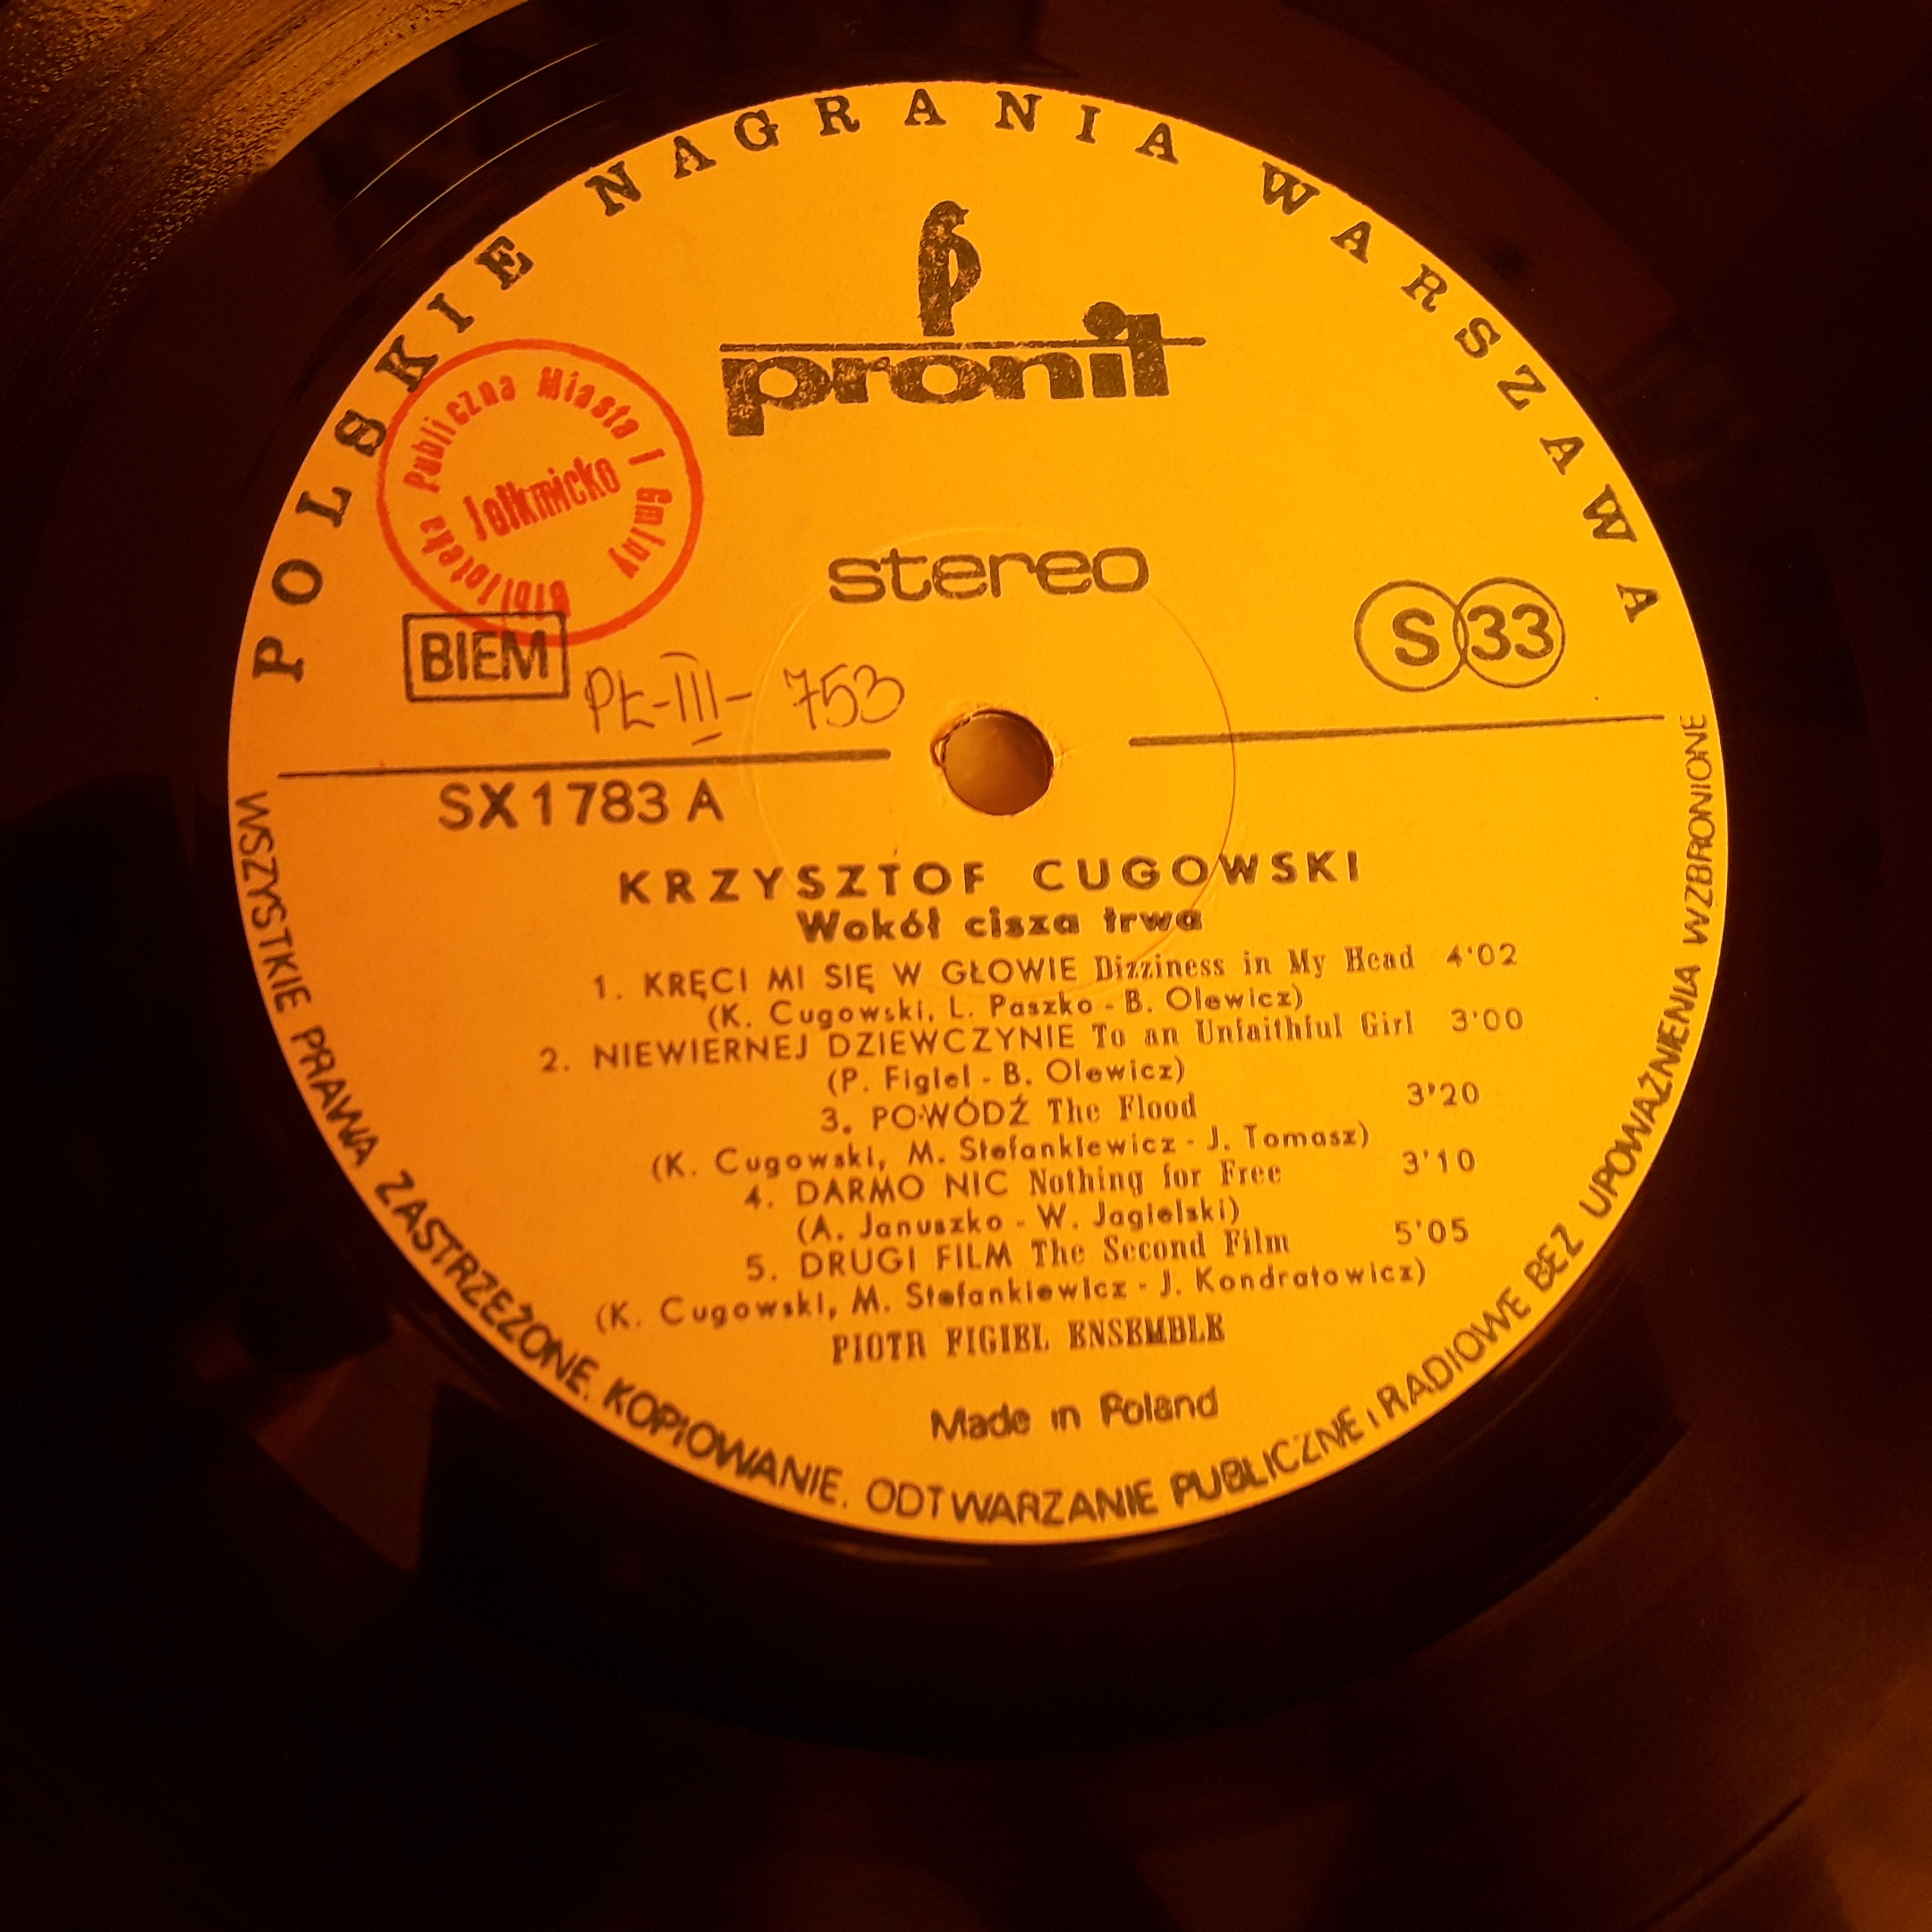 POLSKIE NAGRANIA WARSZAWA
pronit
Biblioteka Publiczna Miasta i Gminy
Tolkmicko
stereo
BIEM
PŁ-III-753
S 33
SX 1783 A
KRZYSZTOF CUGOWSKI
Wokół cisza trwa
1. KRĘCI MI SIĘ W GŁOWIE Dizziness in My Head 4'02
(K. Cugowski, L. Paszko - B. Olewicz)
2. NIEWIERNEJ DZIEWCZYNIE To an Unfaithful Girl 3'00
(P. Figiel - B. Olewicz)
3. POWÓDŹ The Flood 3'20
(K. Cugowski, M. Stefankiewicz - J. Tomasz)
4. DARMO NIC Nothing for Free 3'10
(A. Januszko - W. Jagielski)
5. DRUGI FILM The Second Film 5'05
(K. Cugowski, M. Stefankiewicz - J. Kondratowicz)
PIOTR FIGIEL ENSEMBLE
Made in Poland
WSZYSTKIE PRAWA ZASTRZEŻONE. KOPIOWANIE. ODTWARZANIE PUBLICZNE i RADIOWE BEZ UPOWAŻNIENIA WZBRONIONE